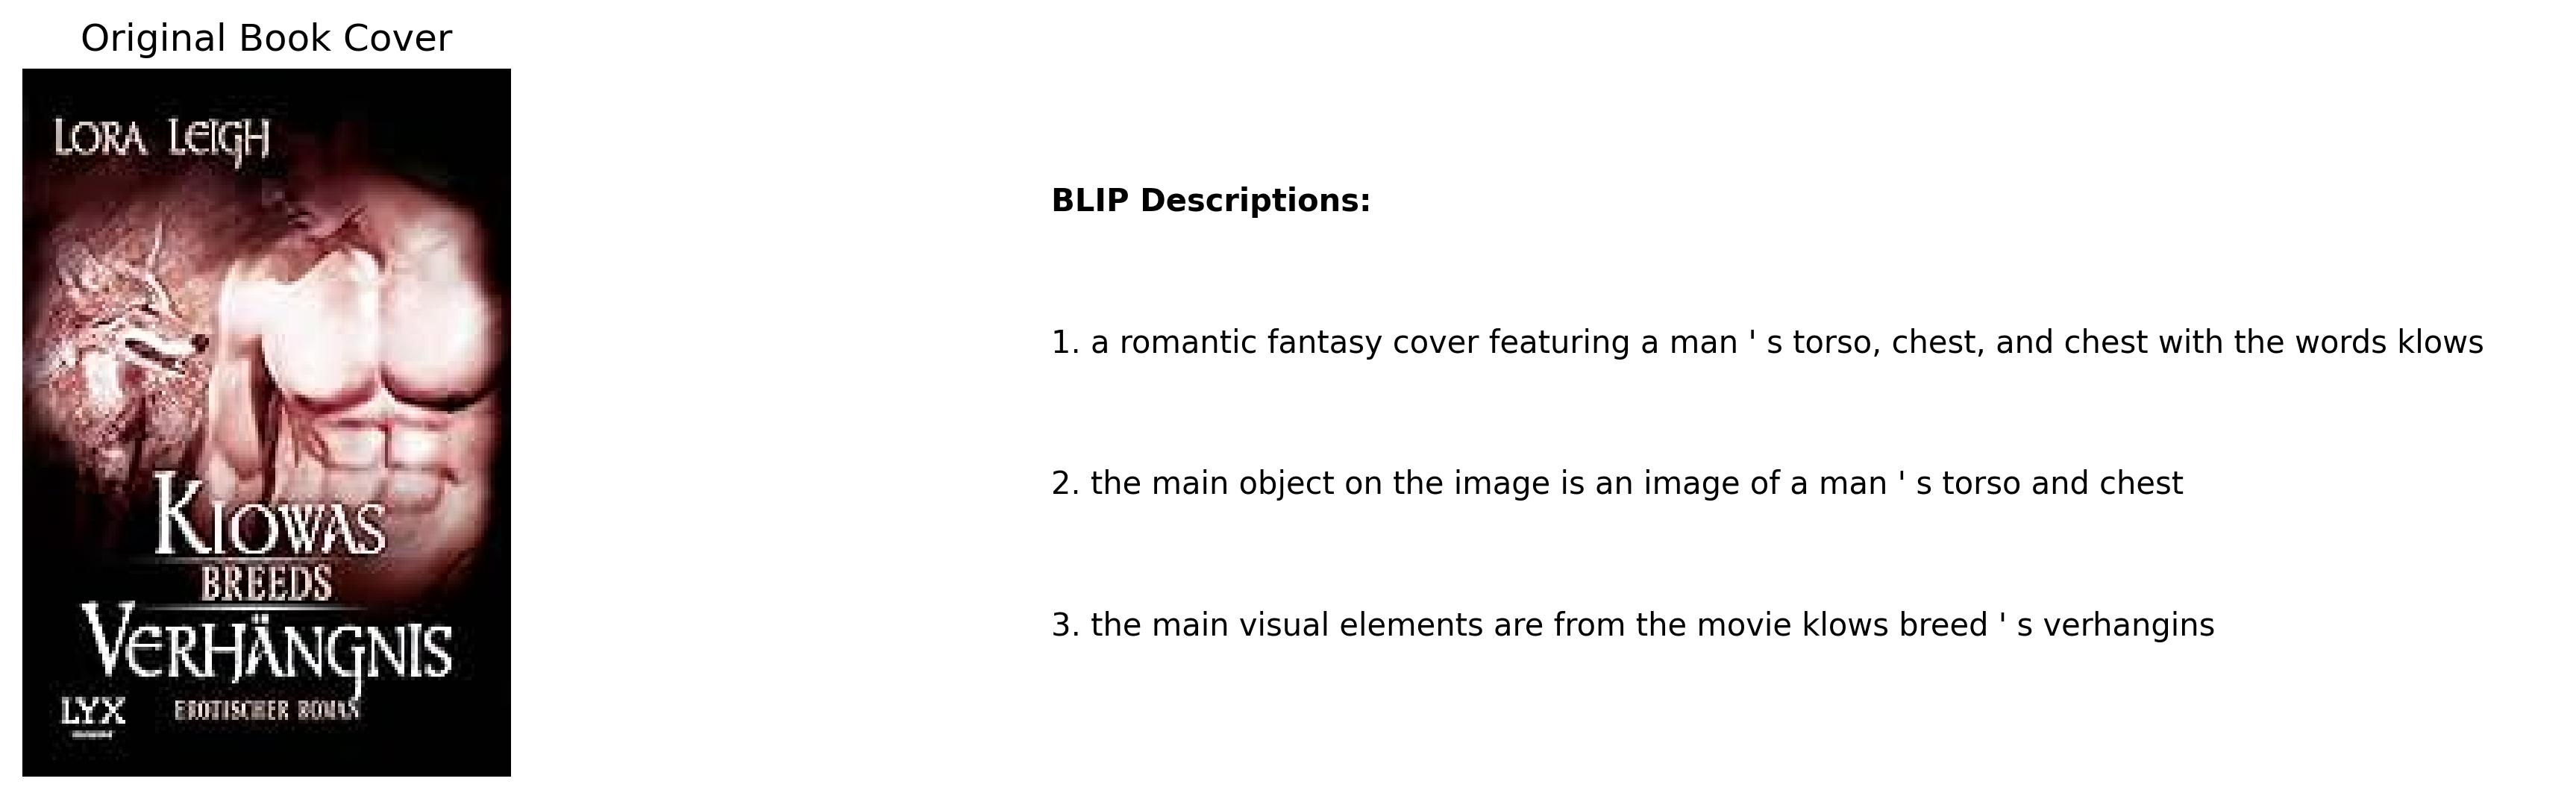 Original Book Cover
LORA LEIGH
KIOWAS
BREEDS
VERHÄNGNIS
LYX
EROTISCHER ROMAN
BLIP Descriptions:
1. a romantic fantasy cover featuring a man ' s torso, chest, and chest with the words klows
2. the main object on the image is an image of a man ' s torso and chest
3. the main visual elements are from the movie klows breed ' s verhangins